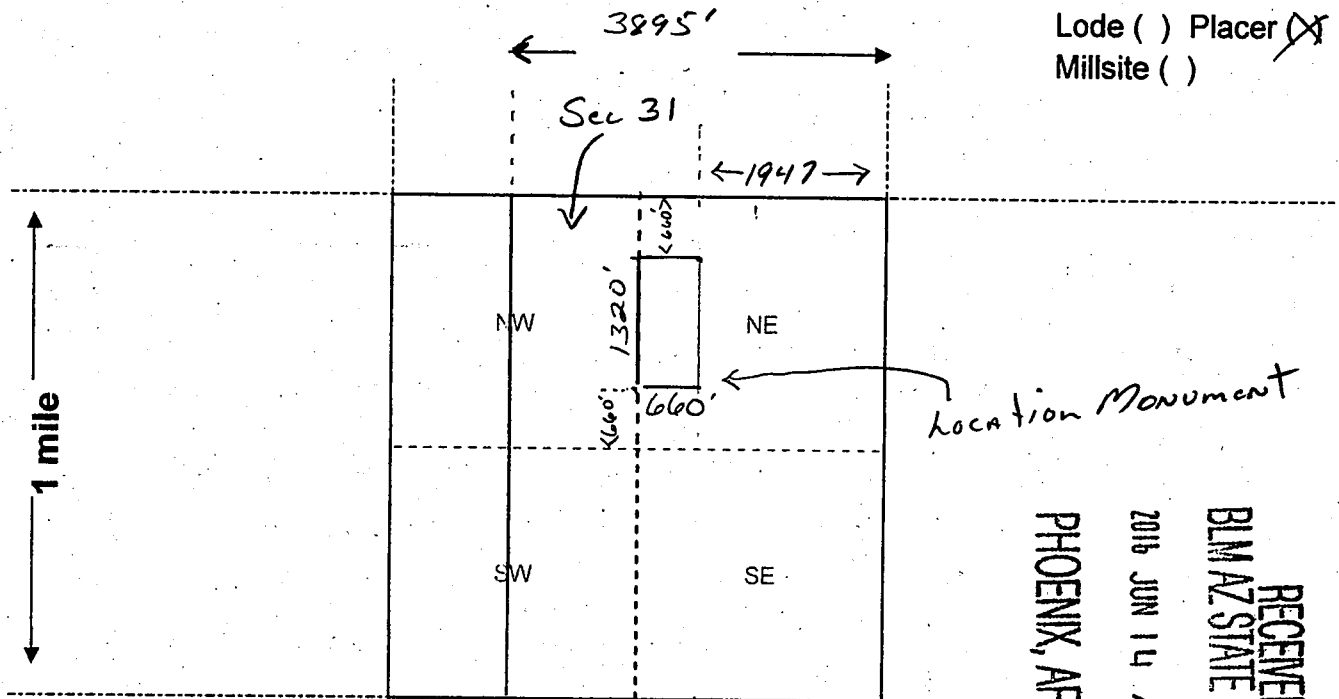 3895'
Lode ( ) Placer (X)
Millsite ( )
Sec 31
1947
660'
NW
1320'
NE
Location Monument
660'
660'
1 mile
SW
SE
RECEIVE
BLM AZ STATE
2016 JUN 14
PHOENIX, AR